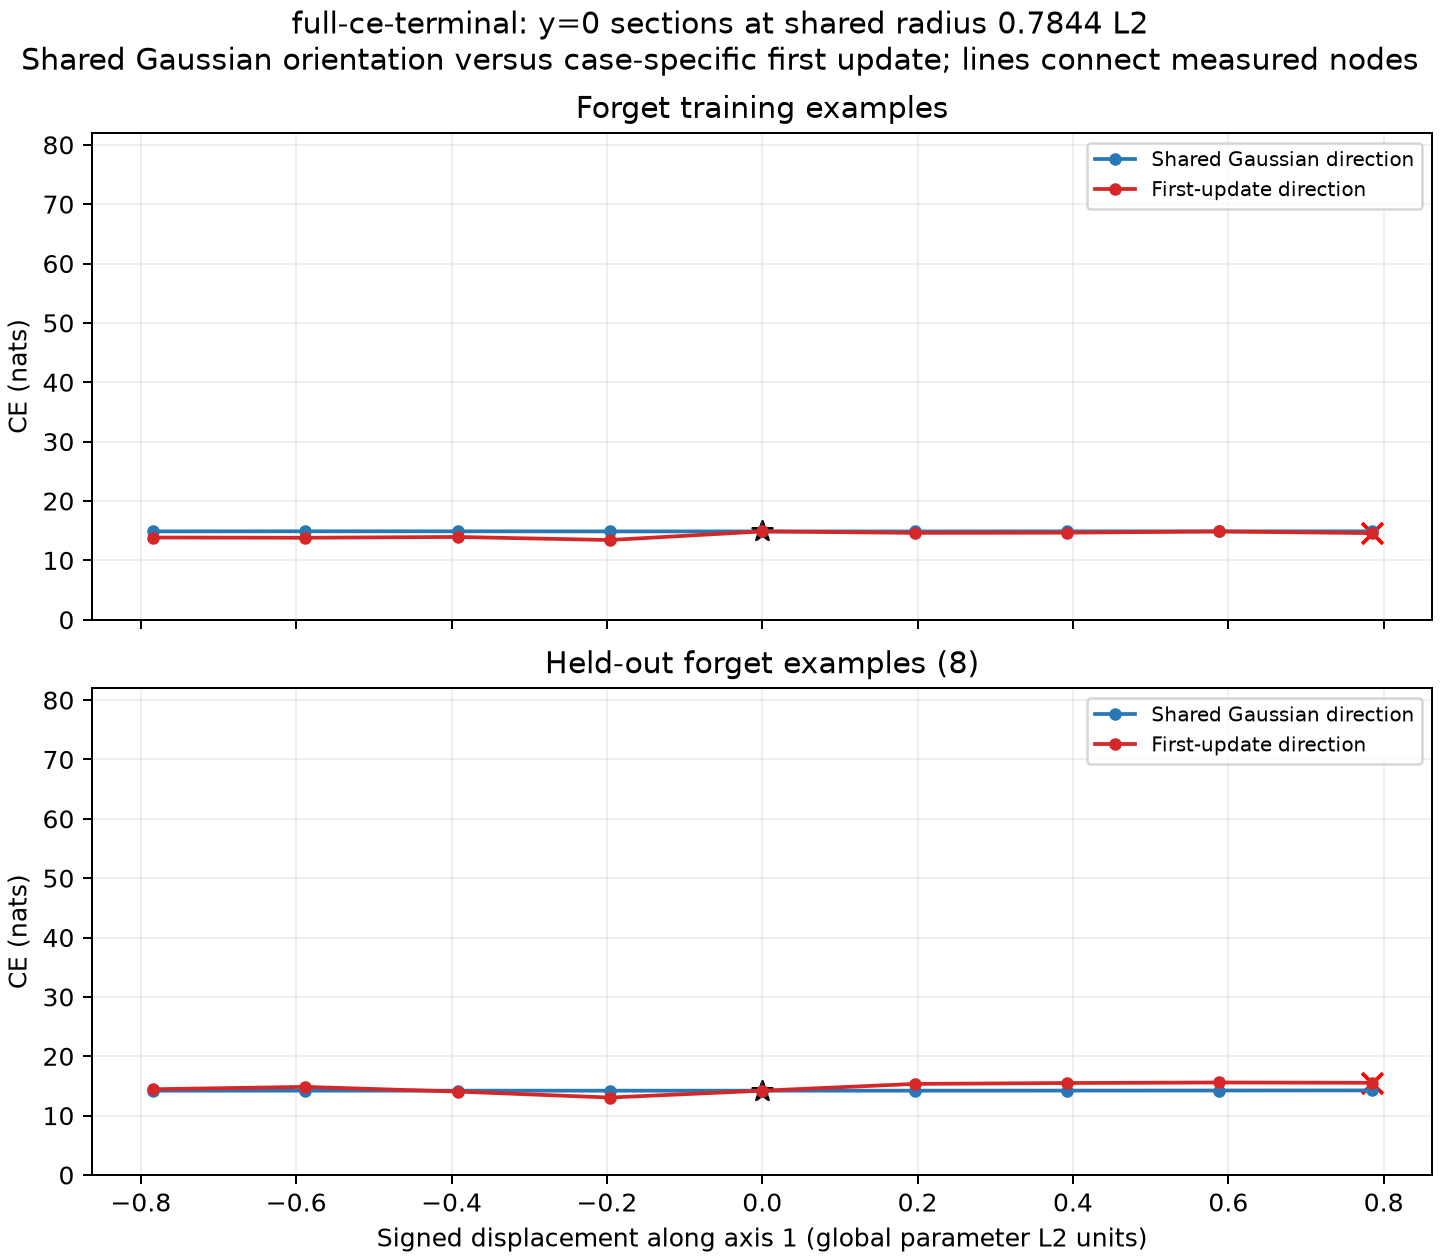 full-ce-terminal: y=0 sections at shared radius 0.7844 L2
Shared Gaussian orientation versus case-specific first update; lines connect measured nodes
Forget training examples
80
70
60
50
40
30
20
10
0
CE (nats)
Shared Gaussian direction
First-update direction
Held-out forget examples (8)
80
70
60
50
40
30
20
10
0
CE (nats)
Shared Gaussian direction
First-update direction
−0.8 −0.6 −0.4 −0.2 0.0 0.2 0.4 0.6 0.8
Signed displacement along axis 1 (global parameter L2 units)